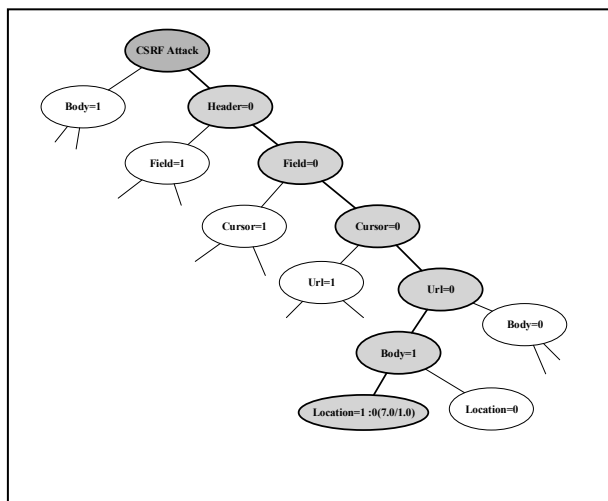 CSRF Attack
Body=1
Header=0
Field=1
Field=0
Cursor=1
Cursor=0
Url=1
Url=0
Body=0
Body=1
Location=1 :0(7.0/1.0)
Location=0